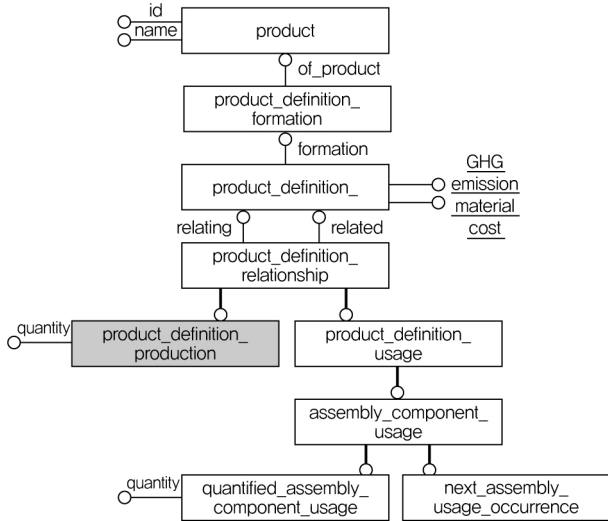 id
name
product
of_product
product_definition_
formation
formation
product_definition_
GHG
emission
material
cost
relating
related
product_definition_
relationship
quantity
product_definition_
production
product_definition_
usage
assembly_component_
usage
quantity
quantified_assembly_
component_usage
next_assembly_
usage_occurrence